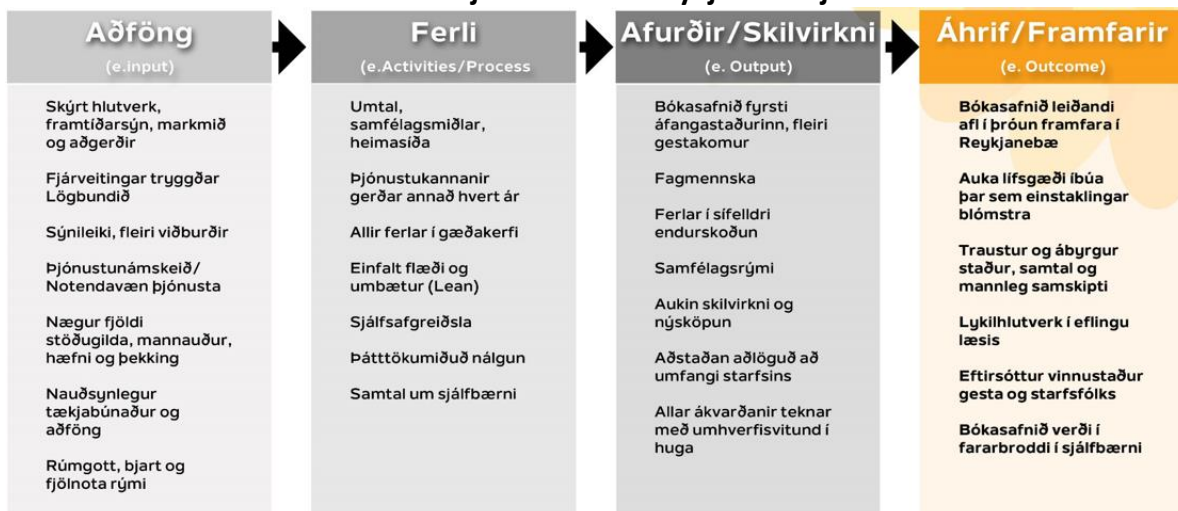 Aðföng
(e.input)
Skýrt hlutverk,
framtíðarsýn, markmið
og aðgerðir
Fjárveitingar tryggðar
Lögbundið
Sýnileiki, fleiri viðburðir
Þjónustunámskeið/
Notendavæn þjónusta
Nægur fjöldi
stöðugilda, mannauður,
hæfni og þekking
Nauðsynlegur
tækjabúnaður og
aðföng
Rúmgott, bjart og
fjölnota rými
Ferli
(e.Activities/Process
Umtal,
samfélagsmiðlar,
heimasíða
Þjónustukannanir
gerðar annað hvert ár
Allir ferlar í gæðakerfi
Einfalt flæði og
umbætur (Lean)
Sjálfsafgreiðsla
Þátttökumiðuð nálgun
Samtal um sjálfbærni
Afurðir/Skilvirkni
(e. Output)
Bókasafnið fyrsti
áfangastaðurinn, fleiri
gestakomur
Fagmennska
Ferlar í sífelldri
endurskoðun
Samfélagsrými
Aukin skilvirkni og
nýsköpun
Aðstaðan aðlöguð að
umfangi starfsins
Allar ákvarðanir teknar
með umhverfisvitund í
huga
Áhrif/Framfarir
(e. Outcome)
Bókasafnið leiðandi
afl í þróun framfara í
Reykjanebæ
Auka lífsgæði íbúa
þar sem einstaklingar
blómstra
Traustur og ábyrgur
staður, samtal og
mannleg samskipti
Lykilhlutverk í eflingu
læsis
Eftirsóttur vinnustaður
gesta og starfsfólks
Bókasafnið verði í
fararbroddi í sjálfbærni